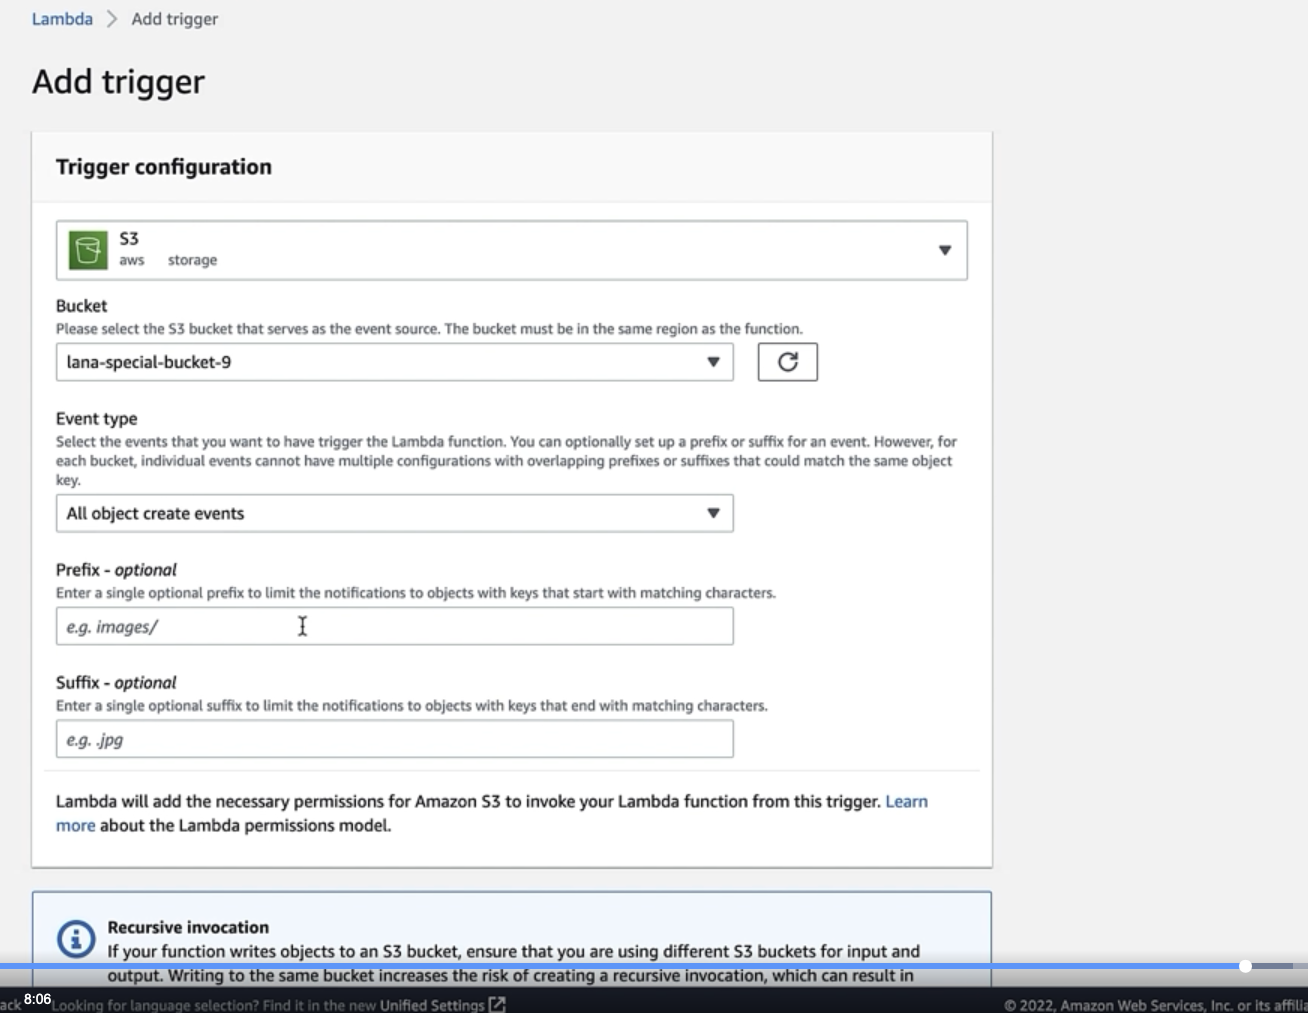 Lambda > Add trigger
Add trigger
Trigger configuration
S3
aws storage
Bucket
Please select the S3 bucket that serves as the event source. The bucket must be in the same region as the function.
lana-special-bucket-9
Event type
Select the events that you want to have trigger the Lambda function. You can optionally set up a prefix or suffix for an event. However, for
each bucket, individual events cannot have multiple configurations with overlapping prefixes or suffixes that could match the same object
key.
All object create events
Prefix - optional
Enter a single optional prefix to limit the notifications to objects with keys that start with matching characters.
e.g. images/
Suffix - optional
Enter a single optional suffix to limit the notifications to objects with keys that end with matching characters.
e.g. .jpg
Lambda will add the necessary permissions for Amazon S3 to invoke your Lambda function from this trigger. Learn
more about the Lambda permissions model.
Recursive invocation
If your function writes objects to an S3 bucket, ensure that you are using different S3 buckets for input and
output. Writing to the same bucket increases the risk of creating a recursive invocation, which can result in
ack 8:06 Looking for language selection? Find it in the new Unified Settings © 2022, Amazon Web Services, Inc. or its affilia